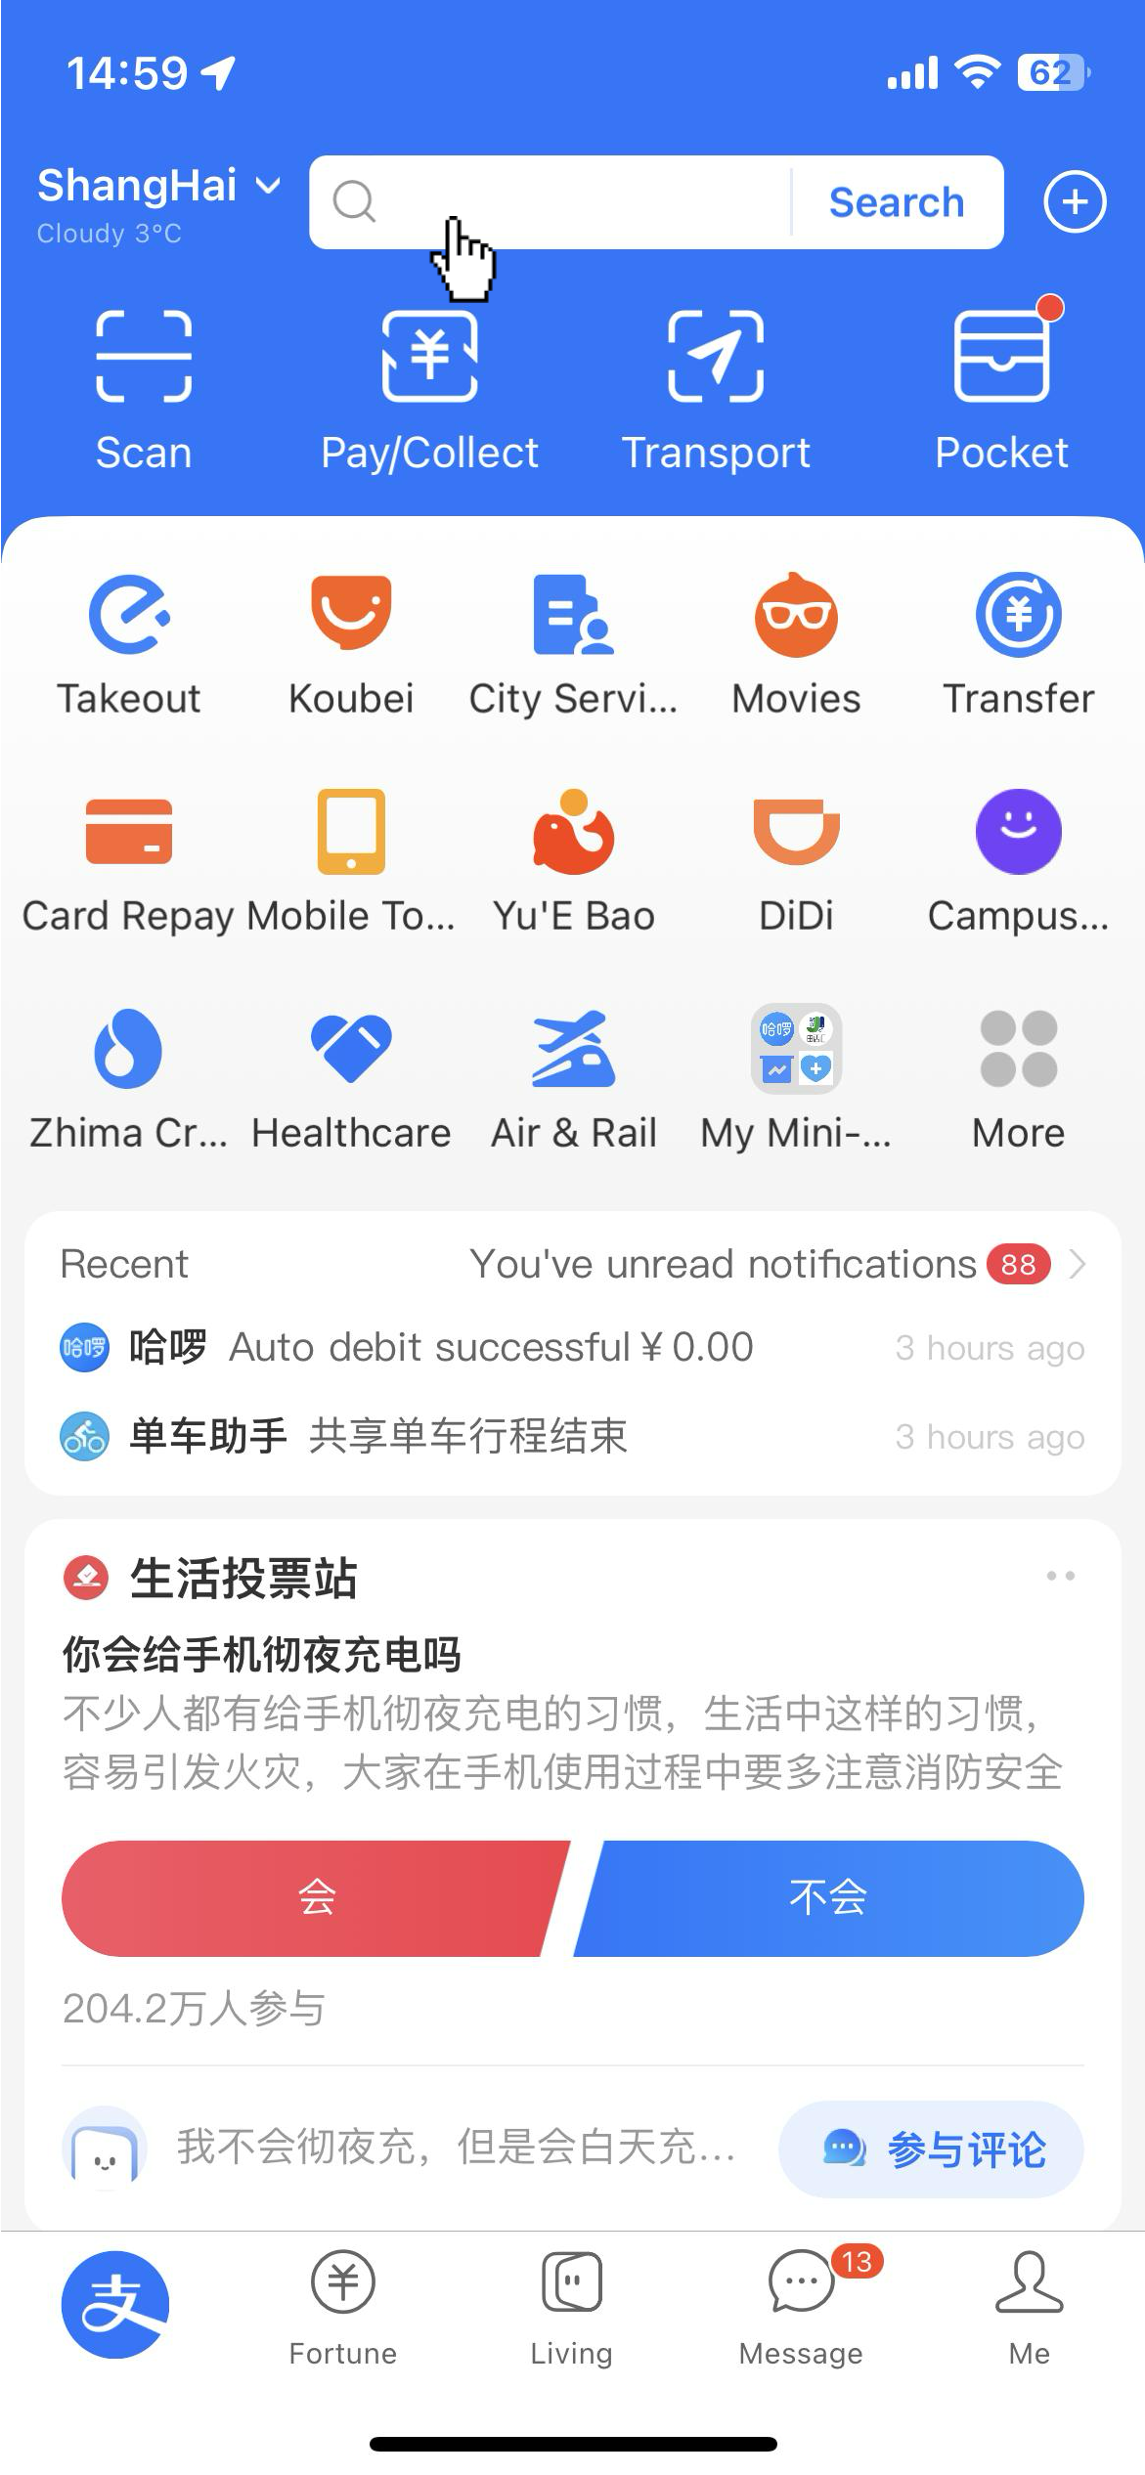 14:59
62
ShangHai
Cloudy 3°C
Search
Scan
Pay/Collect
Transport
Pocket
Takeout
Koubei
City Servi...
Movies
Transfer
Card Repay
Mobile To...
Yu'E Bao
DiDi
Campus...
哈啰
Zhima Cr...
Healthcare
Air & Rail
My Mini-...
More
Recent
You've unread notifications 88
哈啰 哈啰 Auto debit successful ¥ 0.00 3 hours ago
单车助手 共享单车行程结束 3 hours ago
生活投票站
你会给手机彻夜充电吗
不少人都有给手机彻夜充电的习惯，生活中这样的习惯，
容易引发火灾，大家在手机使用过程中要多注意消防安全
会
不会
204.2万人参与
我不会彻夜充，但是会白天充...
参与评论
支
13
Fortune
Living
Message
Me